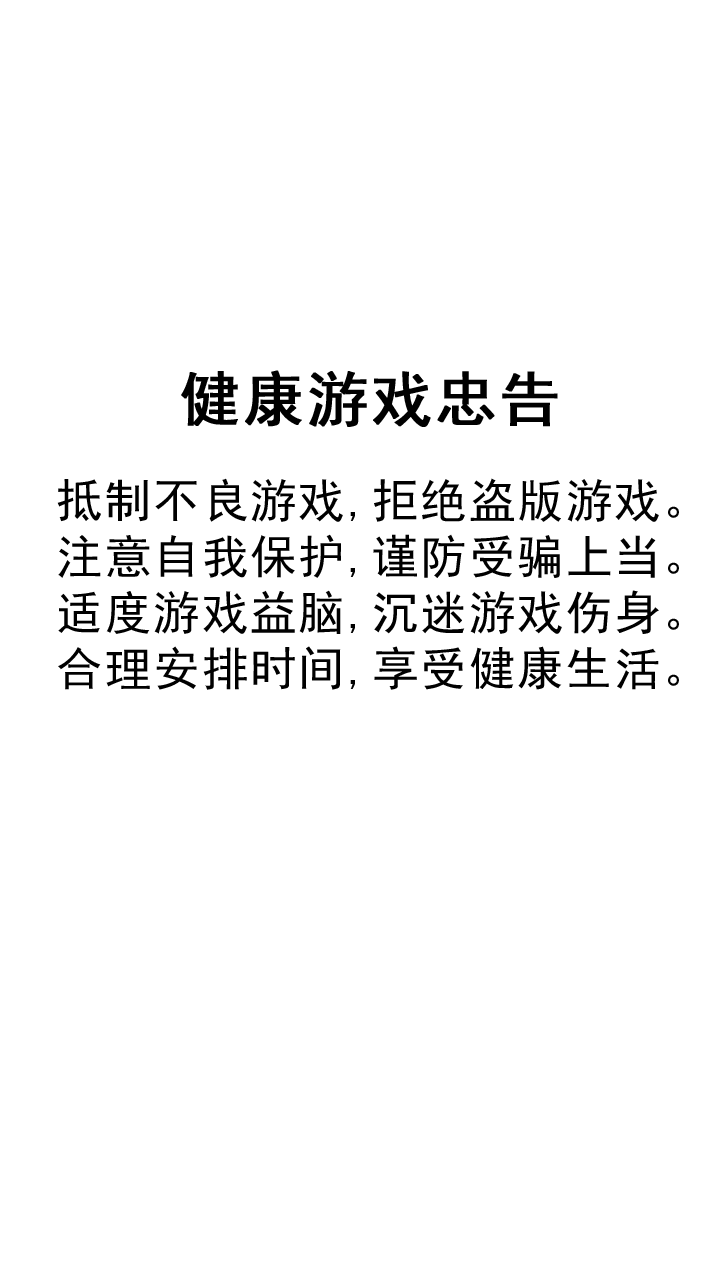 健康游戏忠告
抵制不良游戏,拒绝盗版游戏。
注意自我保护,谨防受骗上当。
适度游戏益脑,沉迷游戏伤身。
合理安排时间,享受健康生活。